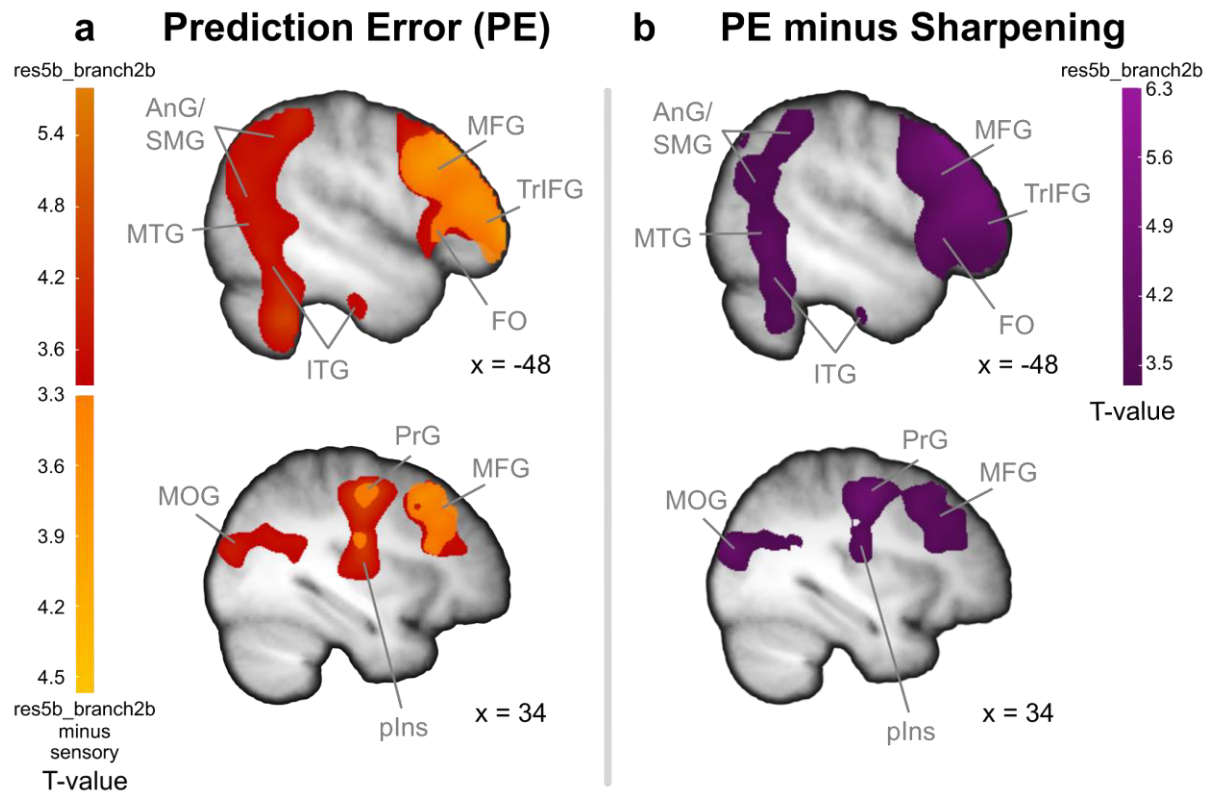 a Prediction Error (PE)
res5b_branch2b
5.4
4.8
4.2
3.6
3.3
3.6
3.9
4.2
4.5
res5b_branch2b
minus
sensory
T-value
AnG/
SMG
MFG
TrIFG
MTG
FO
ITG
x = -48
PrG
MFG
MOG
pIns
x = 34
b PE minus Sharpening
res5b_branch2b
6.3
5.6
4.9
4.2
3.5
T-value
AnG/
SMG
MFG
TrIFG
MTG
FO
ITG
x = -48
PrG
MFG
MOG
pIns
x = 34